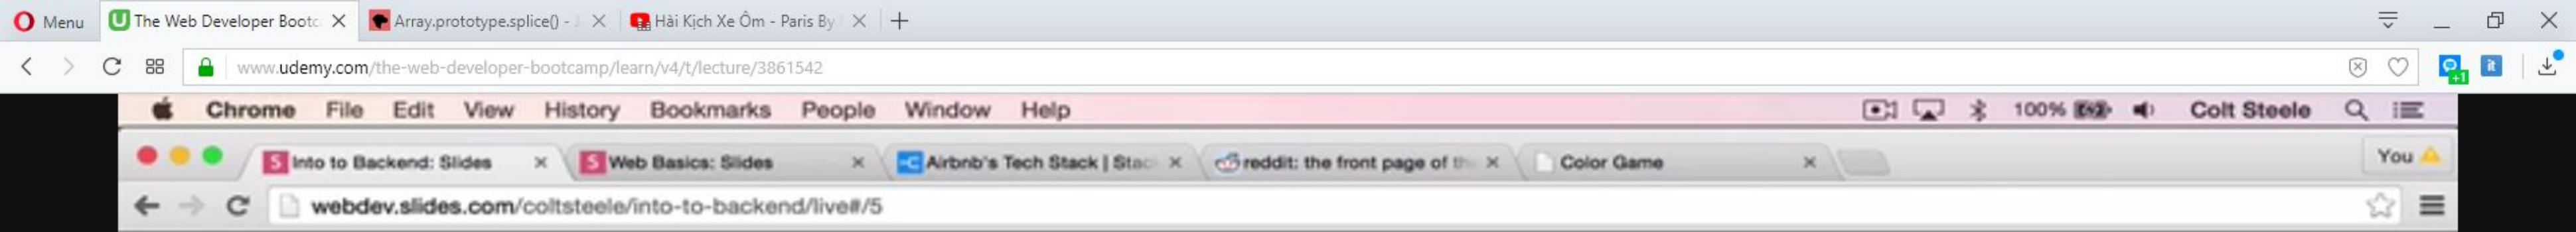 Menu The Web Developer Bootc Array.prototype.splice() - J Hài Kịch Xe Ôm - Paris By
www.udemy.com/the-web-developer-bootcamp/learn/v4/t/lecture/3861542 +1 it
Chrome File Edit View History Bookmarks People Window Help 100% Colt Steele
Into to Backend: Slides Web Basics: Slides Airbnb's Tech Stack | Stac reddit: the front page of th Color Game You
webdev.slides.com/coltsteele/into-to-backend/live#/5